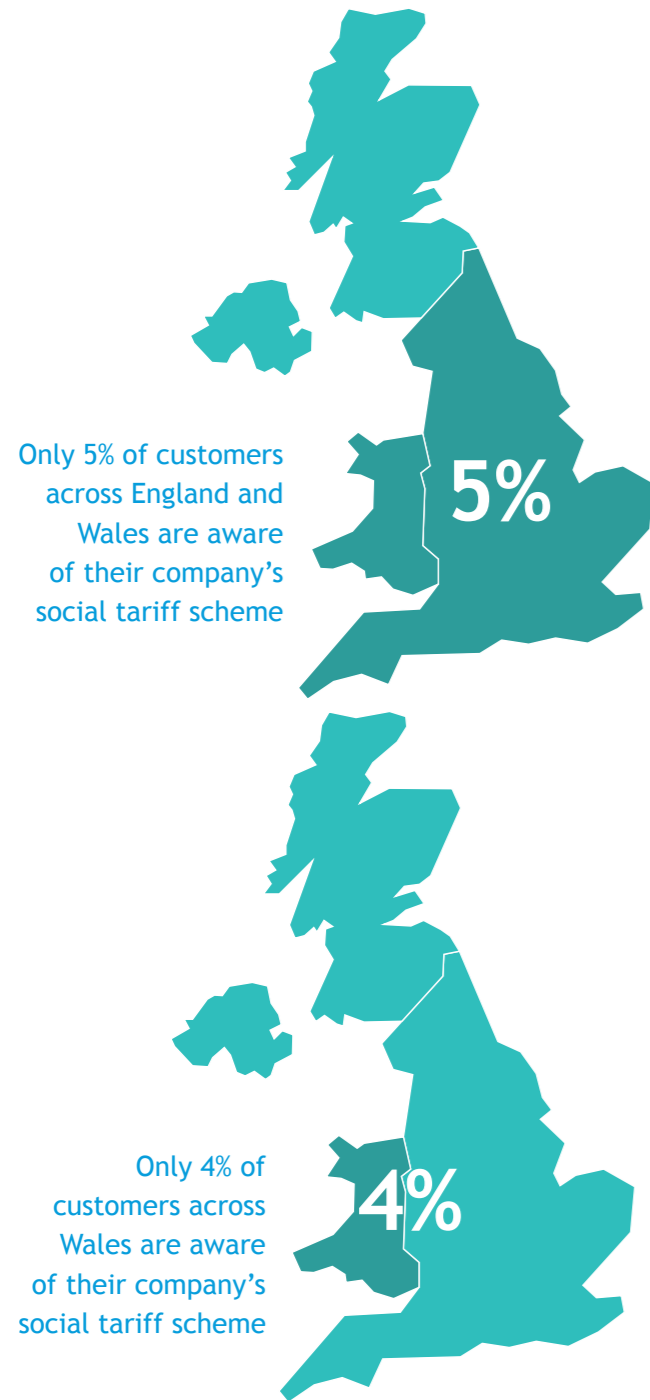 Only 5% of customers
across England and
Wales are aware
of their company’s
social tariff scheme
5%
Only 4% of
customers across
Wales are aware
of their company’s
social tariff scheme
4%